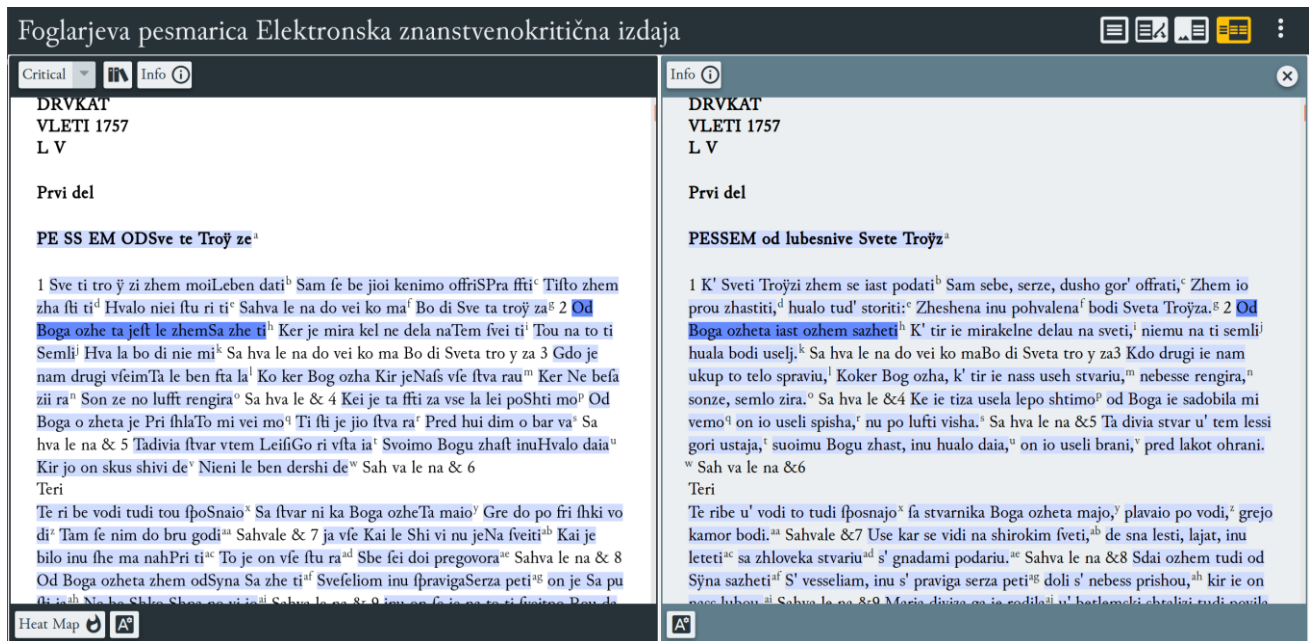 Foglarjeva pesmarica Elektronska znanstvenokritična izdaja
Critical Info
DRVKAT
VLETI 1757
L V
Prvi del
PE SS EM ODSve te Troÿ zeᵃ
1 Sve ti tro ÿ zi zhem moiLeben datiᵇ Sam ſe be jioi kenimo offriSPra fftiᶜ Tiſto zhem
zha ſti tiᵈ Hvalo niei ſtu ri tiᵉ Sahva le na do vei ko maᶠ Bo di Sve ta troÿ zaᵍ 2 Od
Boga ozhe ta jeſt le zhemSa zhe tiʰ Ker je mira kel ne dela naTem ſvei tiⁱ Tou na to ti
Semliʲ Hva la bo di nie miᵏ Sa hva le na do vei ko ma Bo di Sveta tro y za 3 Gdo je
nam drugi vſeimTa le ben ſta laˡ Ko ker Bog ozha Kir jeNaſs vſe ſtva rauᵐ Ker Ne beſa
zii raⁿ Son ze no lufft rengiraᵒ Sa hva le & 4 Kei je ta ffti za vse la lei poShti moᵖ Od
Boga o zheta je Pri ſhlaTo mi vei mo𐞥 Ti ſti je jio ſtva raʳ Pred hui dim o bar vaˢ Sa
hva le na & 5 Tadivia ſtvar vtem LeiſiGo ri vſta iaᵗ Svoimo Bogu zhaſt inuHvalo daiaᵘ
Kir jo on skus shivi deᵛ Nieni le ben dershi deʷ Sah va le na & 6
Teri
Te ri be vodi tudi tou ſpoSnaioˣ Sa ſtvar ni ka Boga ozheTa maioʸ Gre do po fri ſhki vo
diᶻ Tam ſe nim do bru godiᵃᵃ Sahvale & 7 ja vſe Kai le Shi vi nu jeNa ſveitiᵃᵇ Kai je
bilo inu ſhe ma nahPri tiᵃᶜ To je on vſe ſtu raᵃᵈ Sbe ſei doi pregovoraᵃᵉ Sahva le na & 8
Od Boga ozheta zhem odSyna Sa zhe tiᵃᶠ Sveſeliom inu ſpravigaSerza petiᵃᵍ on je Sa pu
Heat Map
Info
DRVKAT
VLETI 1757
L V
Prvi del
PESSEM od lubesnive Svete Troÿzᵃ
1 K' Sveti Troÿzi zhem se iast podatiᵇ Sam sebe, serze, dusho gor' offrati,ᶜ Zhem io
prou zhastiti,ᵈ hualo tud' storiti:ᵉ Zheshena inu pohvalenaᶠ bodi Sveta Troÿza.ᵍ 2 Od
Boga ozheta iast ozhem sazhetiʰ K' tir ie mirakelne delau na sveti,ⁱ niemu na ti semliʲ
huala bodi uselj.ᵏ Sa hva le na do vei ko maBo di Sveta tro y za3 Kdo drugi ie nam
ukup to telo spraviu,ˡ Koker Bog ozha, k' tir ie nass useh stvariu,ᵐ nebesse rengira,ⁿ
sonze, semlo zira.ᵒ Sa hva le &4 Ke ie tiza usela lepo shtimoᵖ od Boga ie sadobila mi
vemo𐞥 on io useli spisha,ʳ nu po lufti visha.ˢ Sa hva le na &5 Ta divia stvar u' tem lessi
gori ustaja,ᵗ suoimu Bogu zhast, inu hualo daia,ᵘ on io useli brani,ᵛ pred lakot ohrani.
ʷ Sah va le na &6
Teri
Te ribe u' vodi to tudi ſposnajoˣ ſa stvarnika Boga ozheta majo,ʸ plavaio po vodi,ᶻ grejo
kamor bodi.ᵃᵃ Sahvale &7 Use kar se vidi na shirokim ſveti,ᵃᵇ de sna lesti, lajat, inu
letetiᵃᶜ sa zhloveka stvariuᵃᵈ s' gnadami podariu.ᵃᵉ Sahva le na &8 Sdai ozhem tudi od
Sÿna sazhetiᵃᶠ S' vesseliam, inu s' praviga serza petiᵃᵍ doli s' nebess prishou,ᵃʰ kir ie on